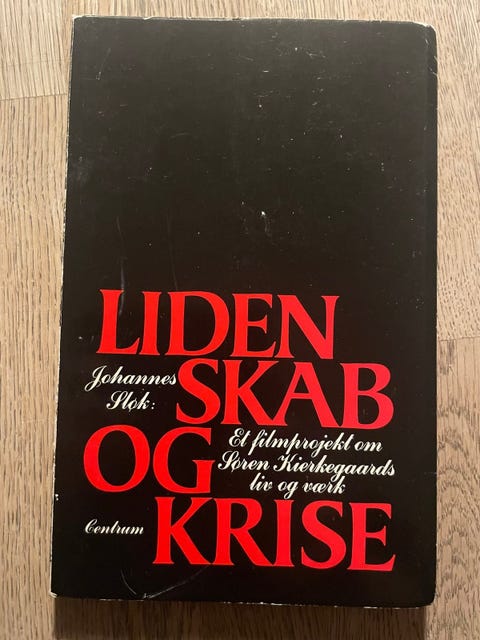 LIDEN
SKAB
Johannes
Sløk:
OG
Et filmprojekt om
Søren Kierkegaards
liv og værk
KRISE
Centrum